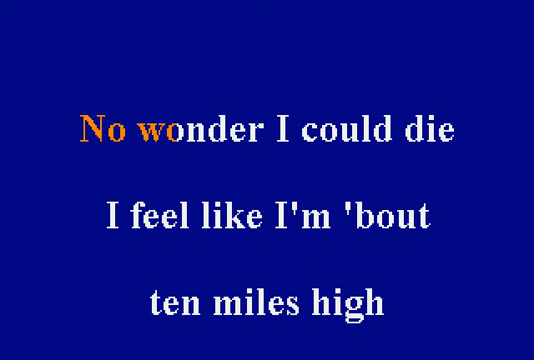 No wonder I could die
I feel like I'm 'bout
ten miles high